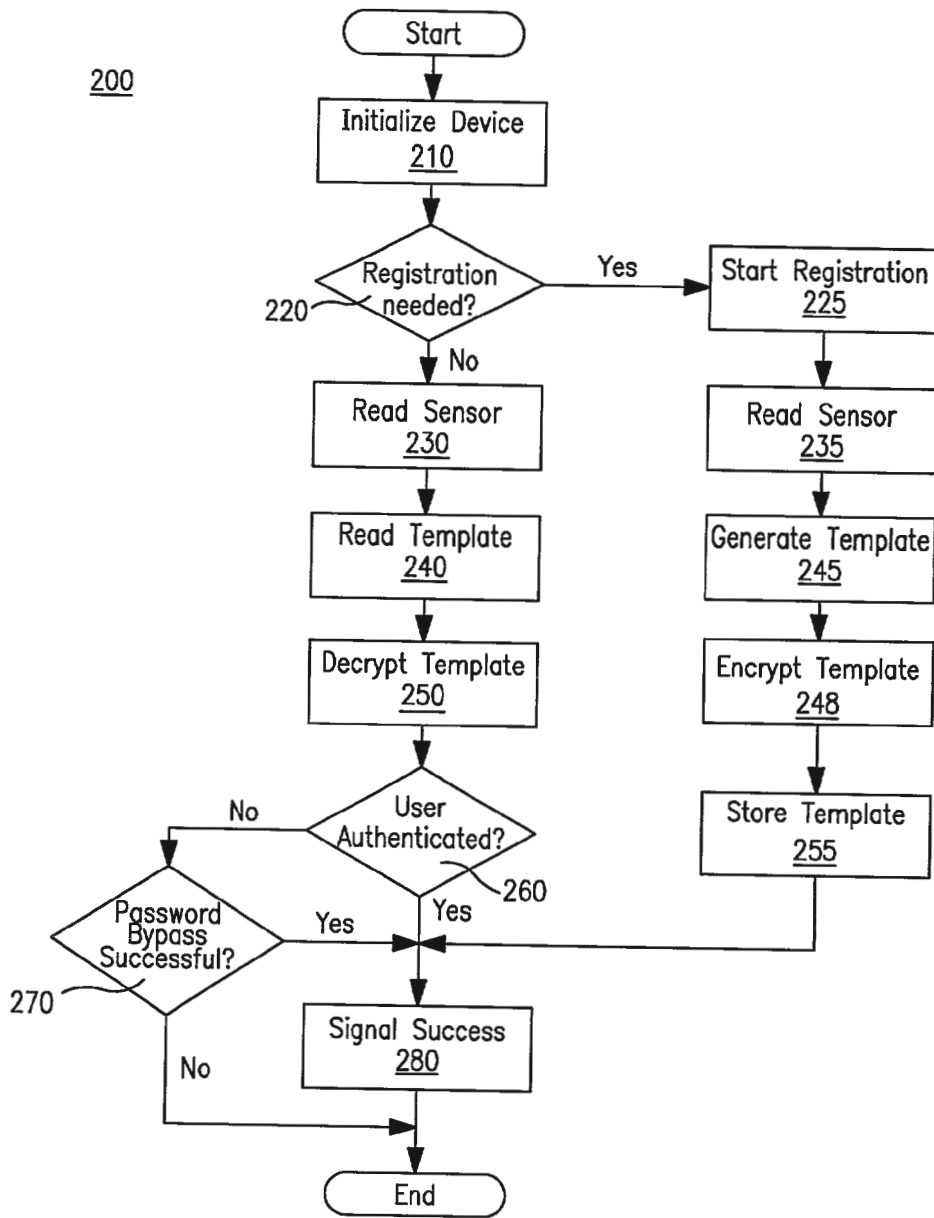 Start
200
Initialize Device
210
Registration
needed?
220
Yes
No
Start Registration
225
Read Sensor
230
Read Sensor
235
Read Template
240
Generate Template
245
Decrypt Template
250
Encrypt Template
248
User
Authenticated?
260
No
Yes
Store Template
255
Password
Bypass
Successful?
270
Yes
No
Signal Success
280
End